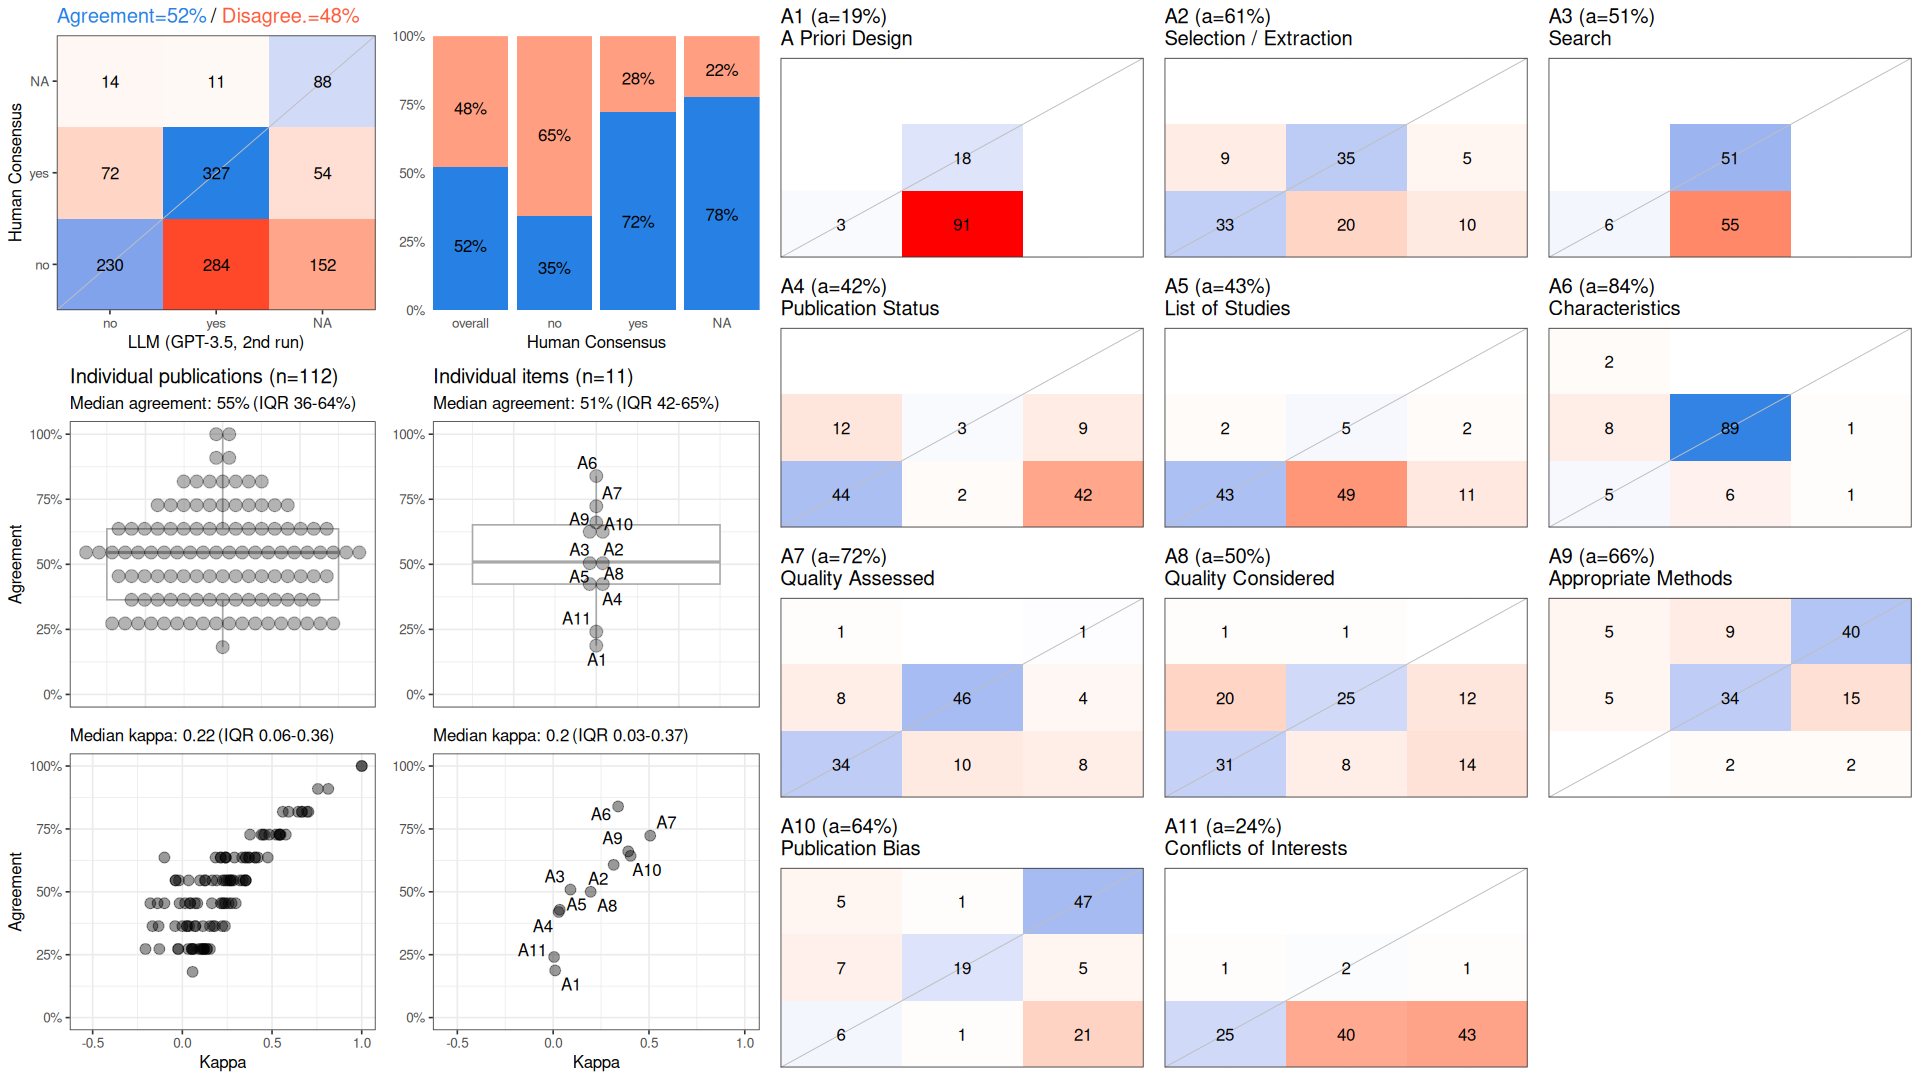 Agreement=52% / Disagree.=48%
Human Consensus
NA
yes
no
14 11 88
72 327 54
230 284 152
no yes NA
LLM (GPT-3.5, 2nd run)
100%
75%
50%
25%
0%
48% 65% 28% 22%
52% 35% 72% 78%
overall no yes NA
Human Consensus
Individual publications (n=112)
Median agreement: 55% (IQR 36-64%)
Agreement
100%
75%
50%
25%
0%
Individual items (n=11)
Median agreement: 51% (IQR 42-65%)
100%
75%
50%
25%
0%
A6
A7
A9 A10
A3 A2
A5 A8
A4
A11
A1
Median kappa: 0.22 (IQR 0.06-0.36)
Agreement
100%
75%
50%
25%
0%
-0.5 0.0 0.5 1.0
Kappa
Median kappa: 0.2 (IQR 0.03-0.37)
100%
75%
50%
25%
0%
A6 A7
A9
A10
A3 A2
A5 A8
A4
A11
A1
-0.5 0.0 0.5 1.0
Kappa
A1 (a=19%)
A Priori Design
18
3 91
A2 (a=61%)
Selection / Extraction
9 35 5
33 20 10
A3 (a=51%)
Search
51
6 55
A4 (a=42%)
Publication Status
12 3 9
44 2 42
A5 (a=43%)
List of Studies
2 5 2
43 49 11
A6 (a=84%)
Characteristics
2
8 89 1
5 6 1
A7 (a=72%)
Quality Assessed
1 1
8 46 4
34 10 8
A8 (a=50%)
Quality Considered
1 1
20 25 12
31 8 14
A9 (a=66%)
Appropriate Methods
5 9 40
5 34 15
2 2
A10 (a=64%)
Publication Bias
5 1 47
7 19 5
6 1 21
A11 (a=24%)
Conflicts of Interests
1 2 1
25 40 43